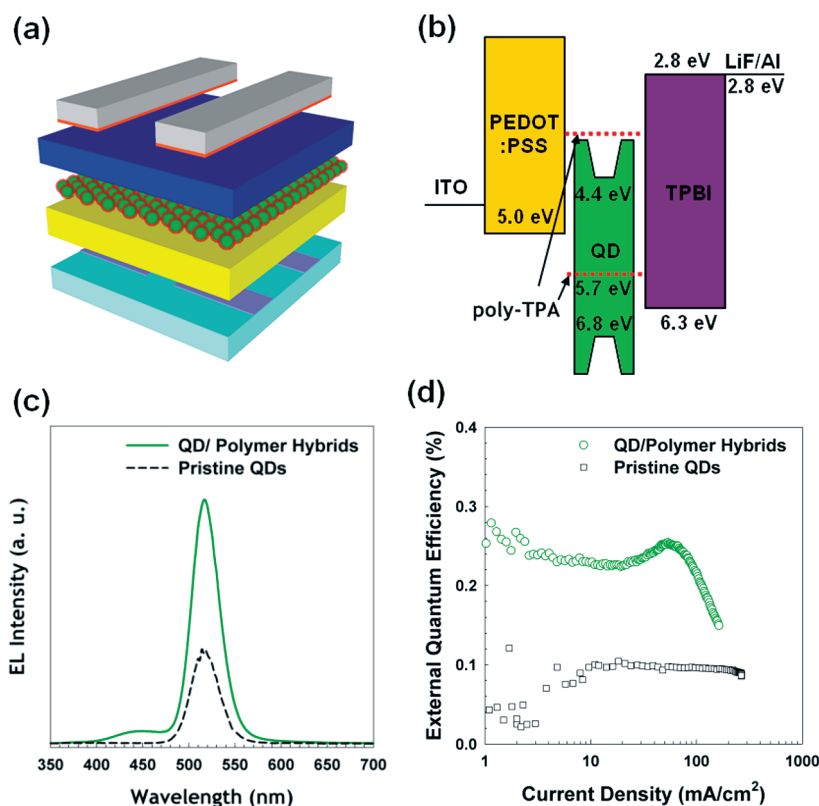 (a)
(b)
2.8 eV
LiF/Al
2.8 eV
PEDOT
:PSS
ITO
4.4 eV
TPBI
5.0 eV
QD
5.7 eV
poly-TPA
6.8 eV
6.3 eV
(c)
QD/ Polymer Hybrids
Pristine QDs
EL Intensity (a. u.)
350 400 450 500 550 600 650 700
Wavelength (nm)
(d)
0.4
QD/Polymer Hybrids
Pristine QDs
0.3
0.2
0.1
0.0
External Quantum Efficiency (%)
1 10 100 1000
Current Density (mA/cm²)